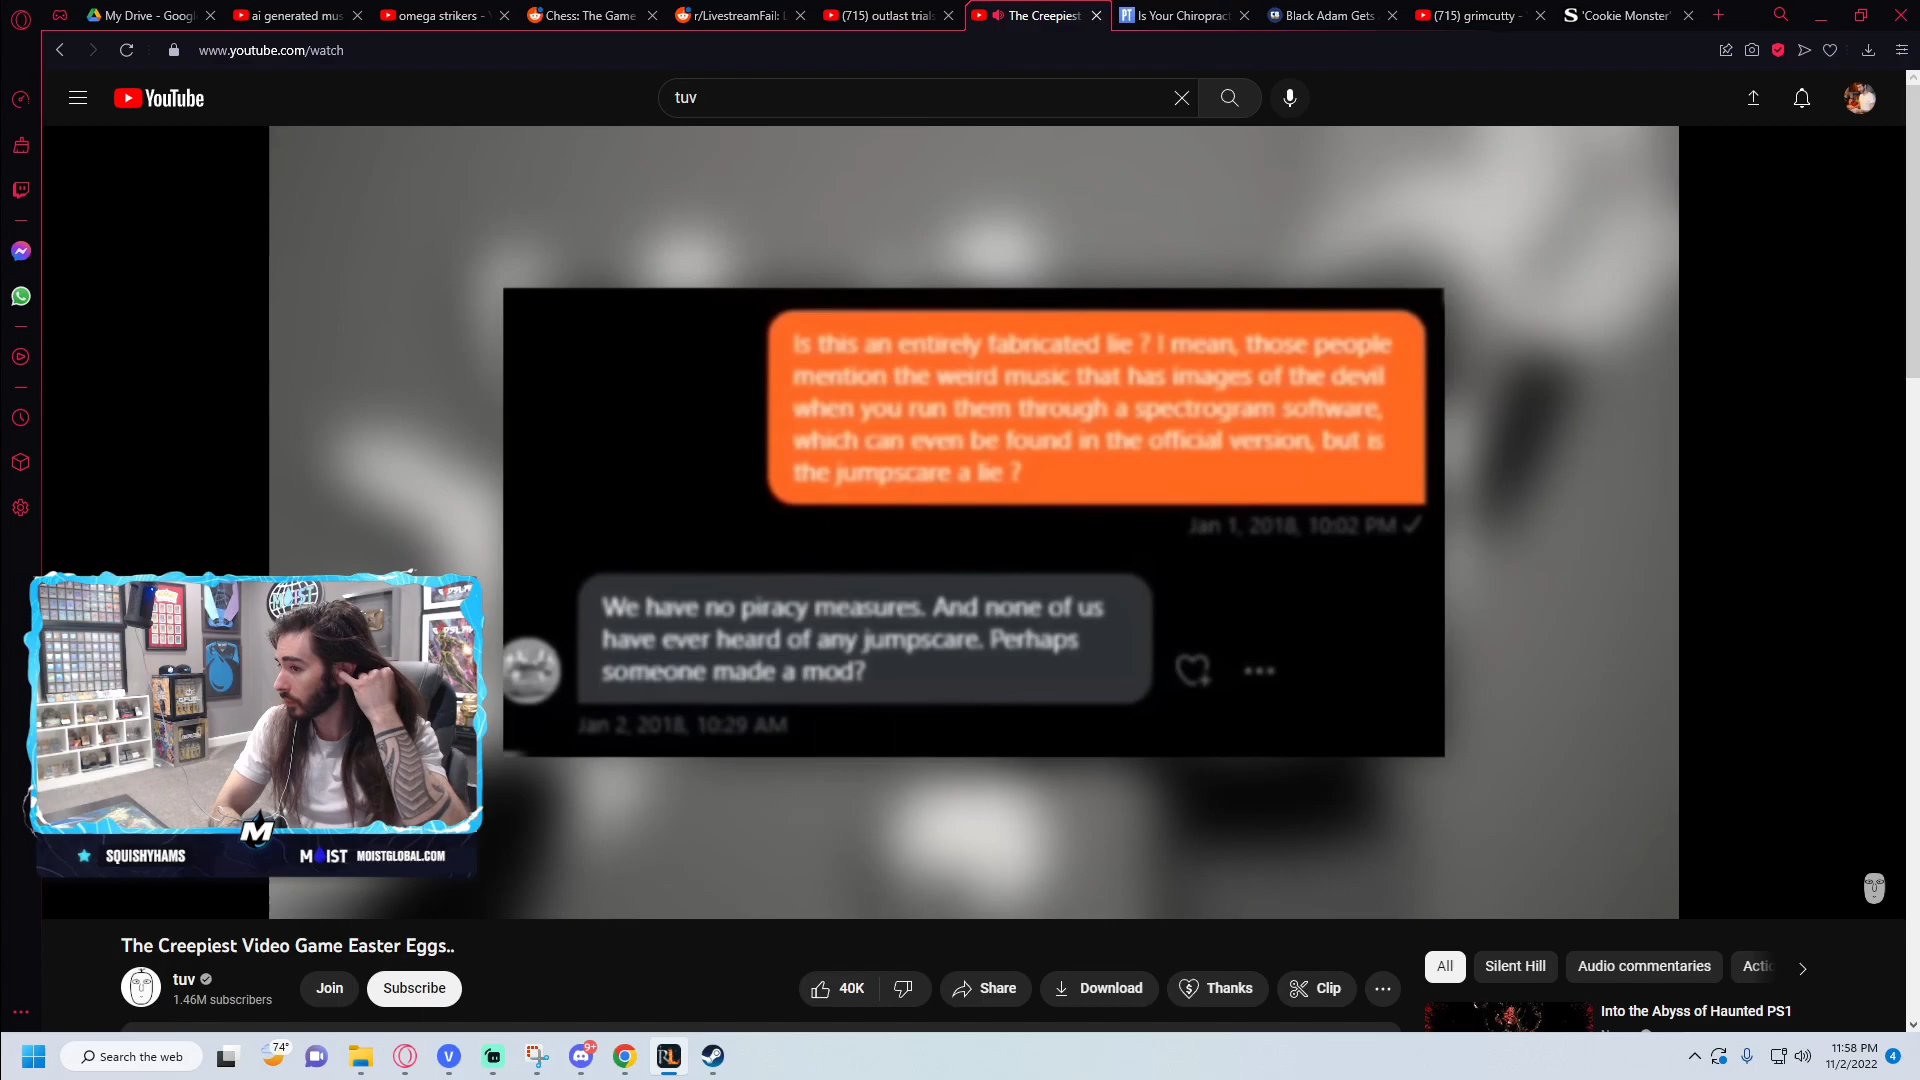 My Drive - Googl
ai generated mus
omega strikers - Y
Chess: The Game
r/LivestreamFail: L
(715) outlast trials
The Creepiest
Is Your Chiropract
Black Adam Gets
(715) grimcutty -
'Cookie Monster'
www.youtube.com/watch
YouTube
tuv
Is this an entirely fabricated lie ? I mean, those people
mention the weird music that has images of the devil
when you run them through a spectrogram software,
which can even be found in the official version, but is
the jumpscare a lie ?
Jan 1, 2018, 10:02 PM
We have no piracy measures. And none of us
have ever heard of any jumpscare. Perhaps
someone made a mod?
Jan 2, 2018, 10:29 AM
M
SQUISHYHAMS
MOIST
MOISTGLOBAL.COM
The Creepiest Video Game Easter Eggs..
tuv
1.46M subscribers
Join
Subscribe
40K
Share
Download
Thanks
Clip
All
Silent Hill
Audio commentaries
Actic
Into the Abyss of Haunted PS1
74°
Search the web
9+
11:58 PM
11/2/2022
4